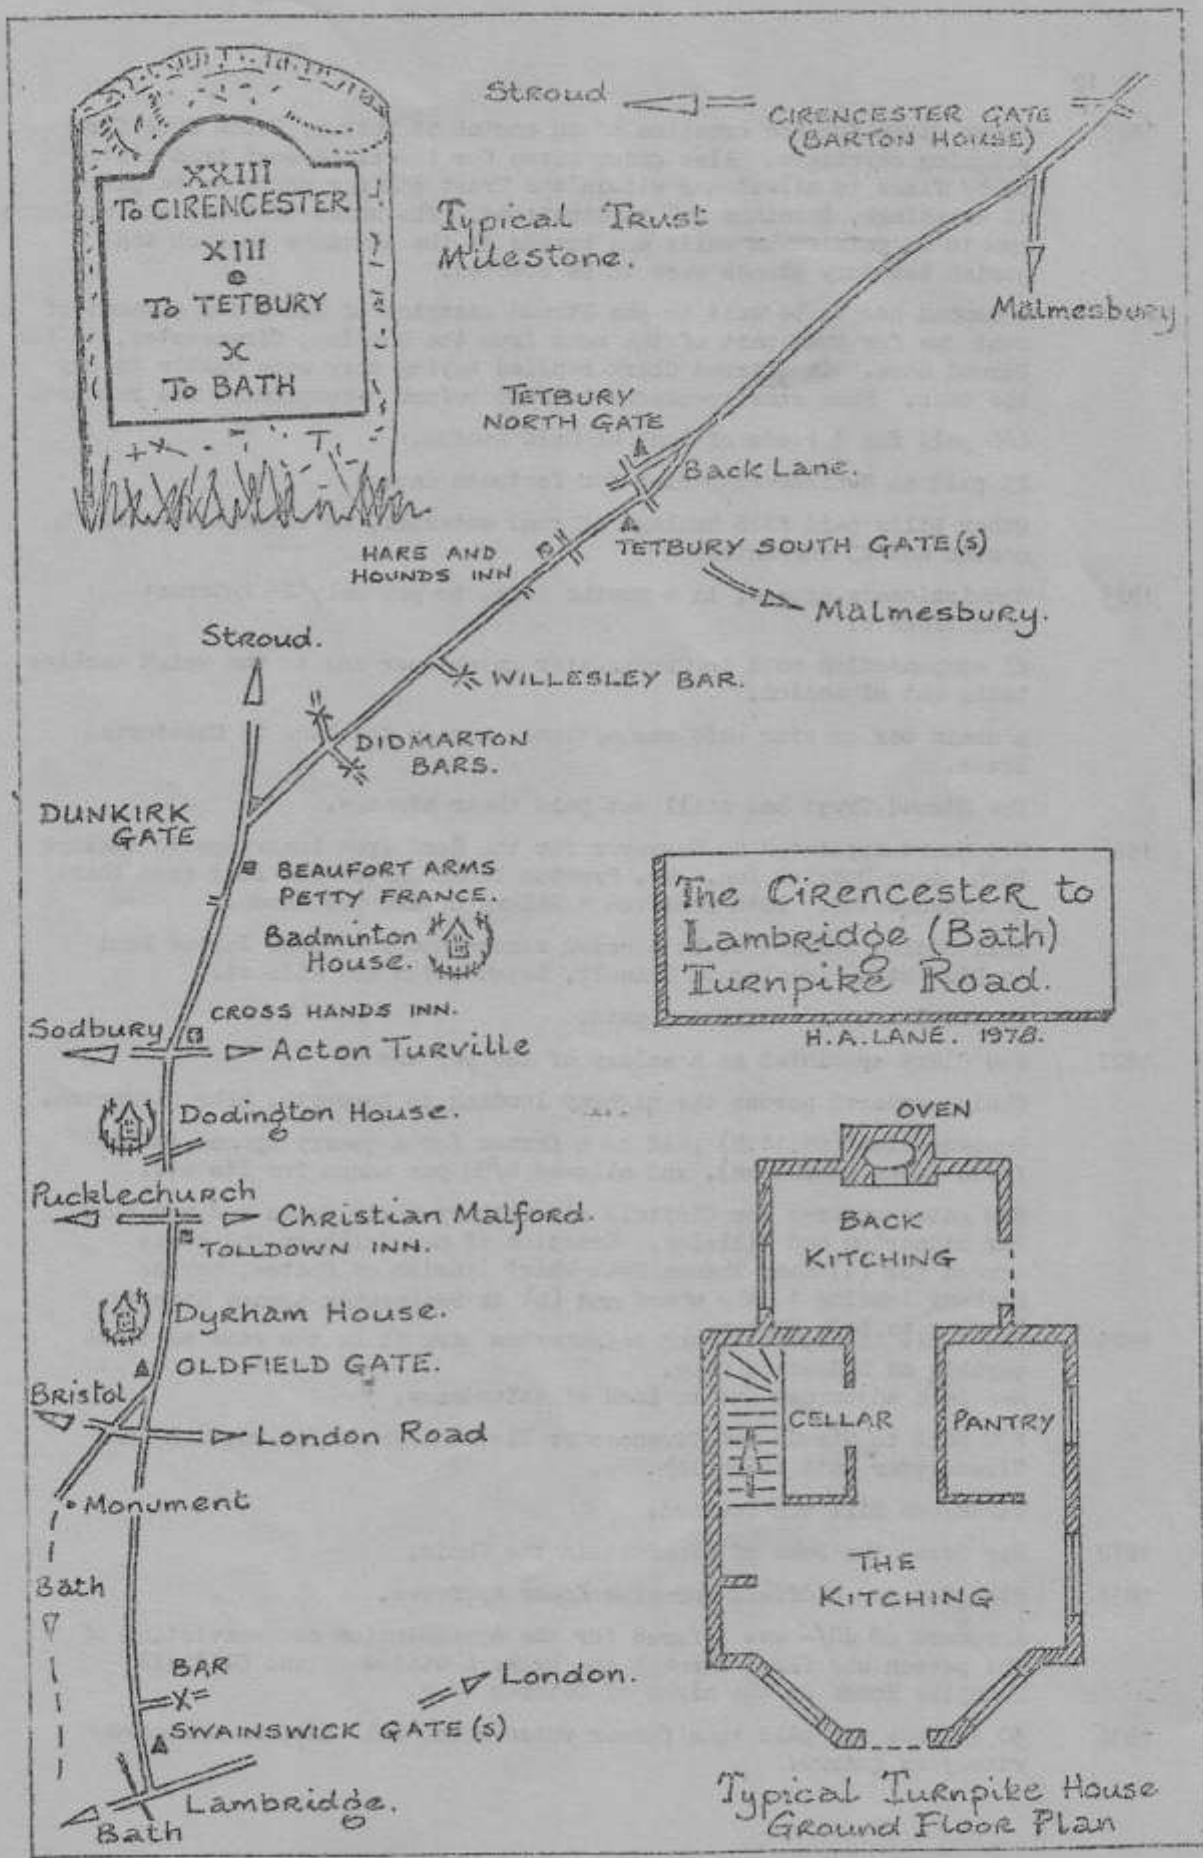 XXIII
To CIRENCESTER
XIII
To TETBURY
X
To BATH
Typical Trust
Milestone.
Stroud
CIRENCESTER GATE
(BARTON HOUSE)
Malmesbury
TETBURY
NORTH GATE
Back Lane.
TETBURY SOUTH GATE(S)
HARE AND
HOUNDS INN
Malmesbury.
Stroud.
WILLESLEY BAR.
DIDMARTON
BARS.
DUNKIRK
GATE
BEAUFORT ARMS
PETTY FRANCE.
Badminton
House.
The Cirencester to
Lambridge (Bath)
Turnpike Road.
H.A. LANE. 1978.
CROSS HANDS INN.
Sodbury
Acton Turville
Dodington House.
Pucklechurch
Christian Malford.
TOLLDOWN INN.
Dyrham House.
OLDFIELD GATE.
Bristol
London Road
Monument
Bath
BAR
London.
SWAINSWICK GATE(S)
Lambridge.
Bath
OVEN
BACK
KITCHING
CELLAR
PANTRY
THE
KITCHING
Typical Turnpike House
Ground Floor Plan